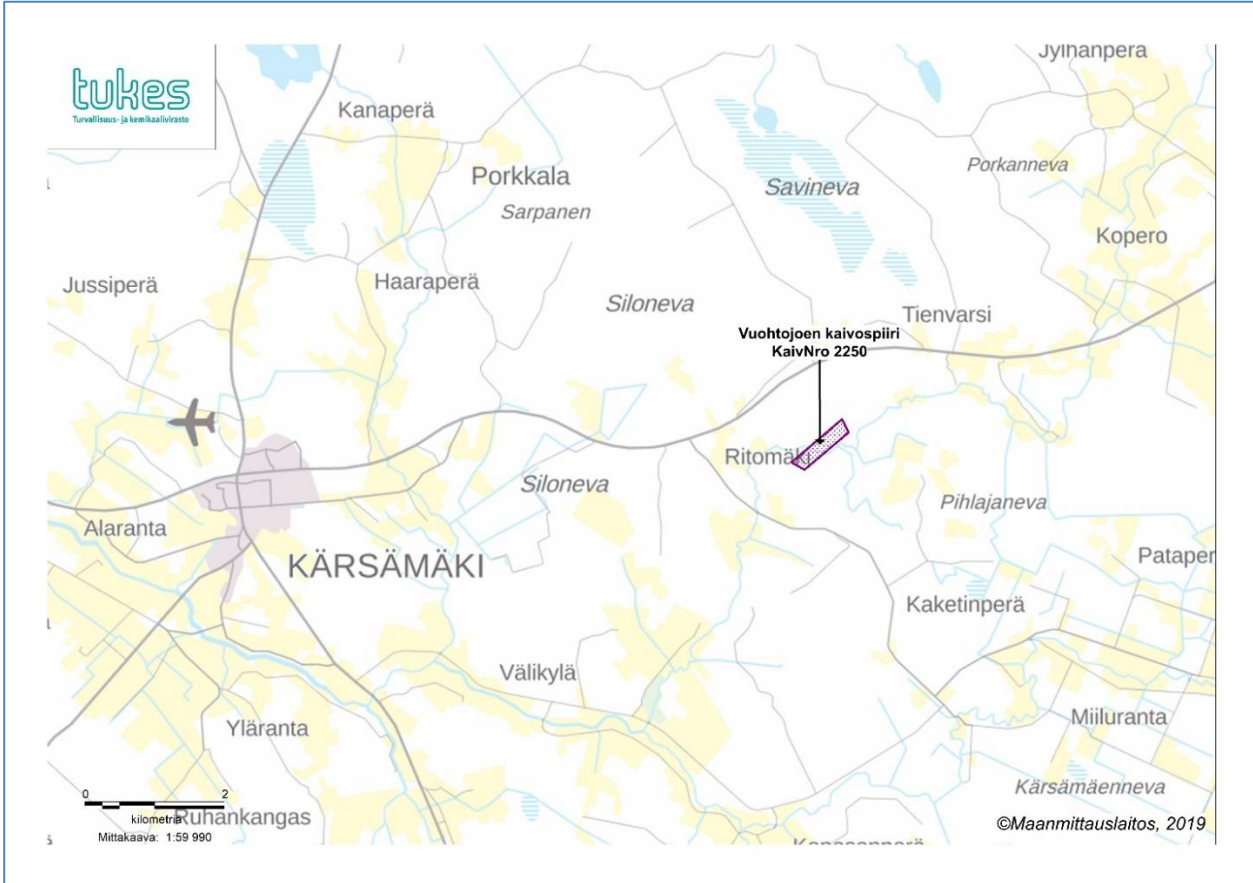 tukes
Turvallisuus- ja kemikaalivirasto
Jylhänperä
Kanaperä
Porkkala
Porkanneva
Savineva
Sarpanen
Kopero
Jussiperä
Haaraperä
Siloneva
Tienvarsi
Vuohtojoen kaivospiiri
KaivNro 2250
Ritomäki
Siloneva
Pihlajaneva
Alaranta
KÄRSÄMÄKI
Pataper
Kaketinperä
Välikylä
Yläranta
Miiluranta
Kärsämäenneva
0 2
kilometriä
Ruhankangas
Mittakaava: 1:59 990
©Maanmittauslaitos, 2019